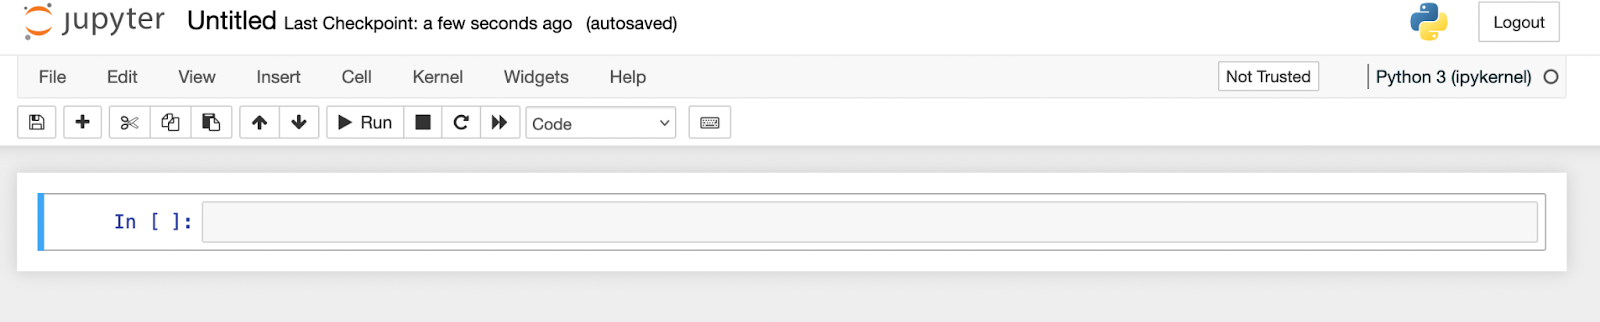 jupyter Untitled Last Checkpoint: a few seconds ago (autosaved) Logout
File Edit View Insert Cell Kernel Widgets Help Not Trusted Python 3 (ipykernel)
Run Code
In [ ]: